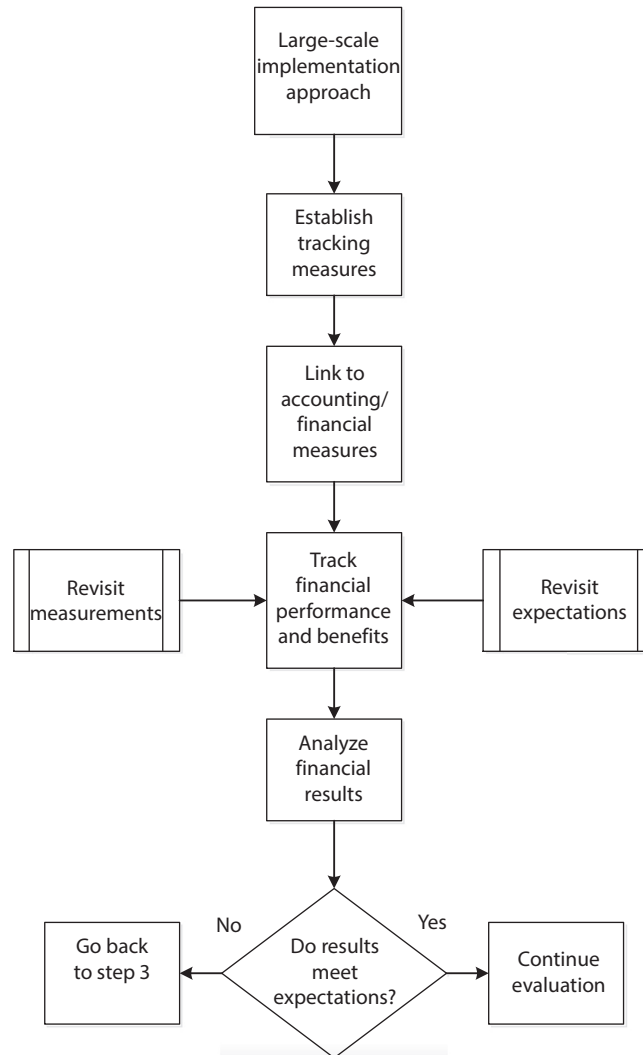 Large-scale
implementation
approach
Establish
tracking
measures
Link to
accounting/
financial
measures
Revisit
measurements
Track
financial
performance
and benefits
Revisit
expectations
Analyze
financial
results
No
Yes
Go back
to step 3
Do results
meet
expectations?
Continue
evaluation